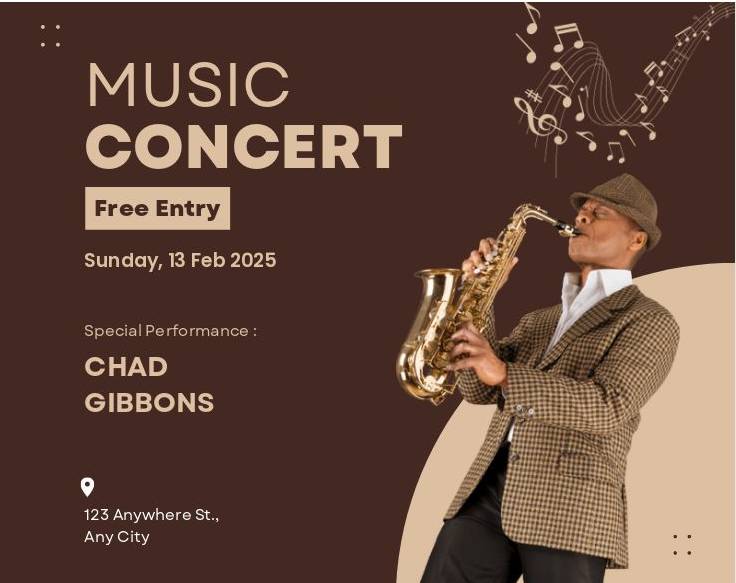 MUSIC
CONCERT
Free Entry
Sunday, 13 Feb 2025
Special Performance :
CHAD
GIBBONS
123 Anywhere St.,
Any City